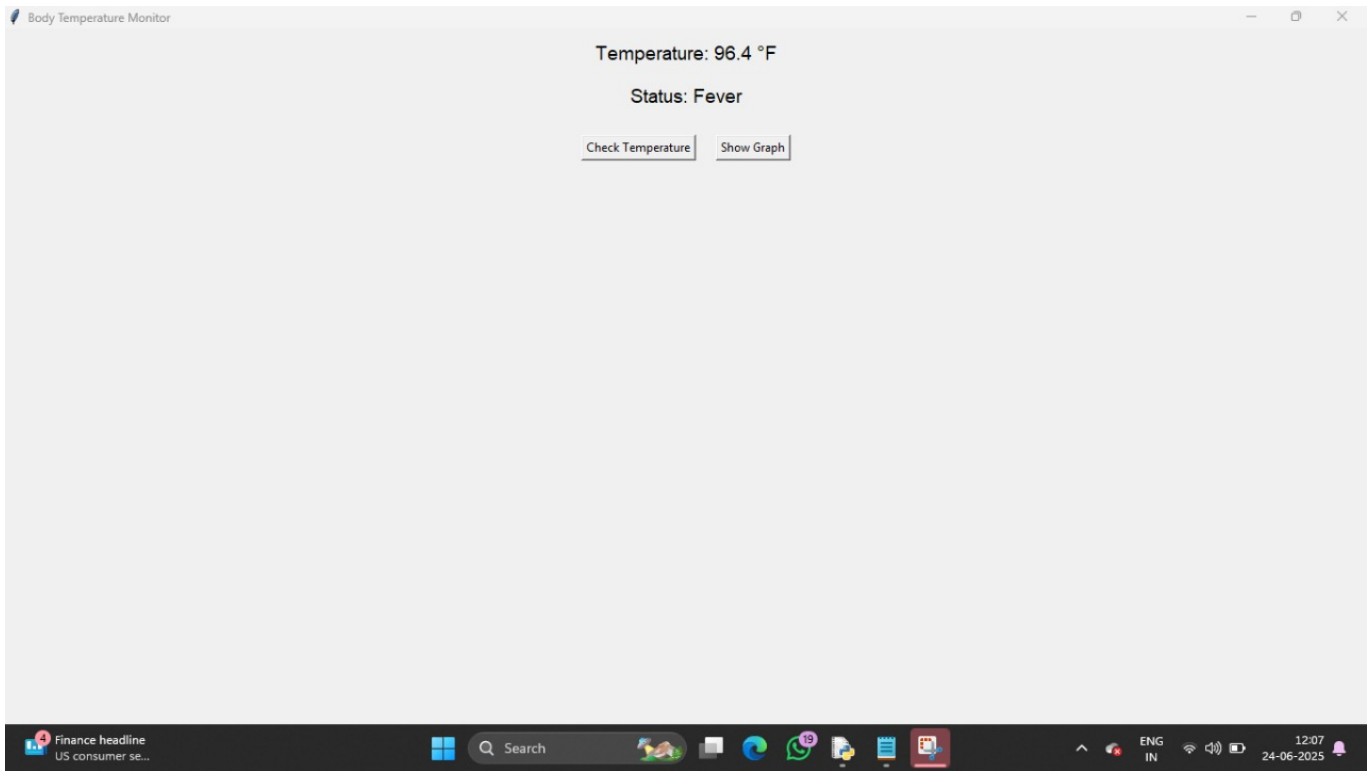 Body Temperature Monitor
Temperature: 96.4 °F
Status: Fever
Check Temperature Show Graph
4
Finance headline
US consumer se...
Search
19
ENG
IN
12:07
24-06-2025